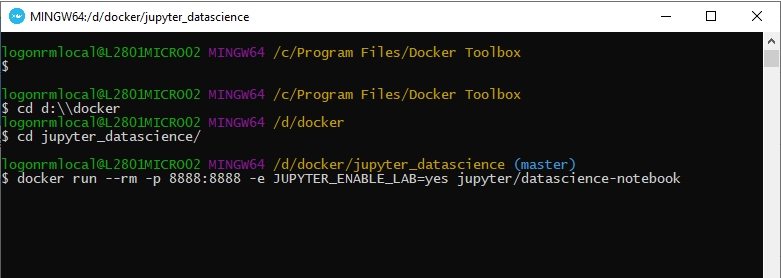 MINGW64:/d/docker/jupyter_datascience
logonrmlocal@L2801MICRO02 MINGW64 /c/Program Files/Docker Toolbox
$
logonrmlocal@L2801MICRO02 MINGW64 /c/Program Files/Docker Toolbox
$ cd d:\\docker
logonrmlocal@L2801MICRO02 MINGW64 /d/docker
$ cd jupyter_datascience/
logonrmlocal@L2801MICRO02 MINGW64 /d/docker/jupyter_datascience (master)
$ docker run --rm -p 8888:8888 -e JUPYTER_ENABLE_LAB=yes jupyter/datascience-notebook